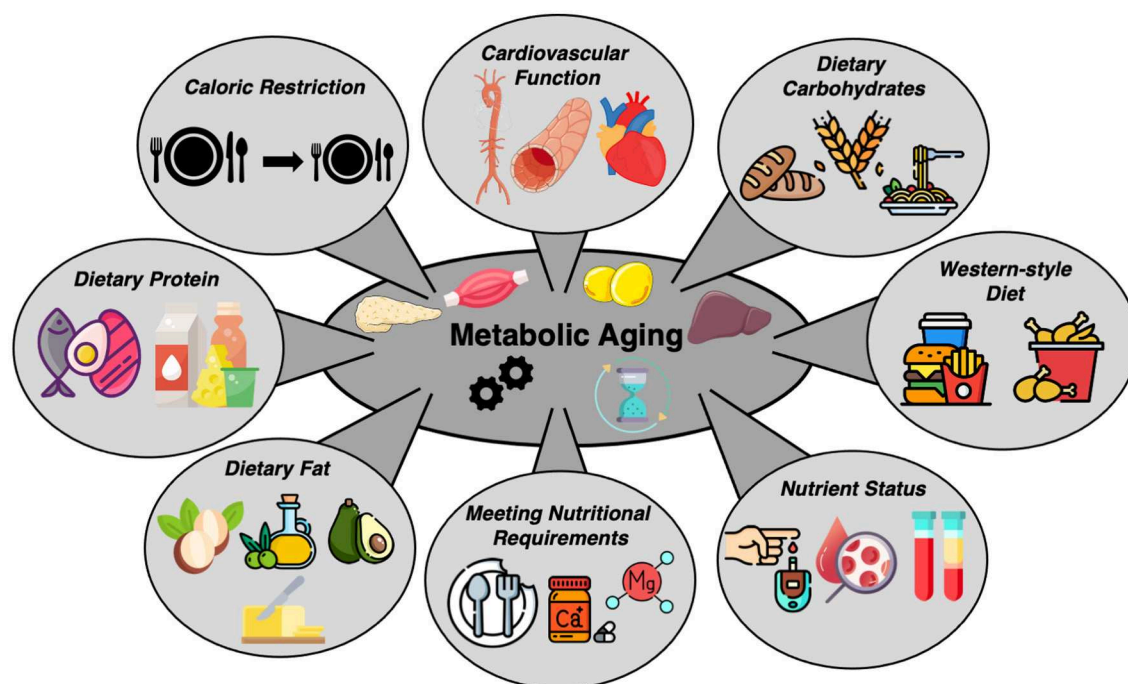 Caloric Restriction
Cardiovascular
Function
Dietary
Carbohydrates
Dietary Protein
Metabolic Aging
Western-style
Diet
Dietary Fat
Meeting Nutritional
Requirements
Ca+
Mg
Nutrient Status